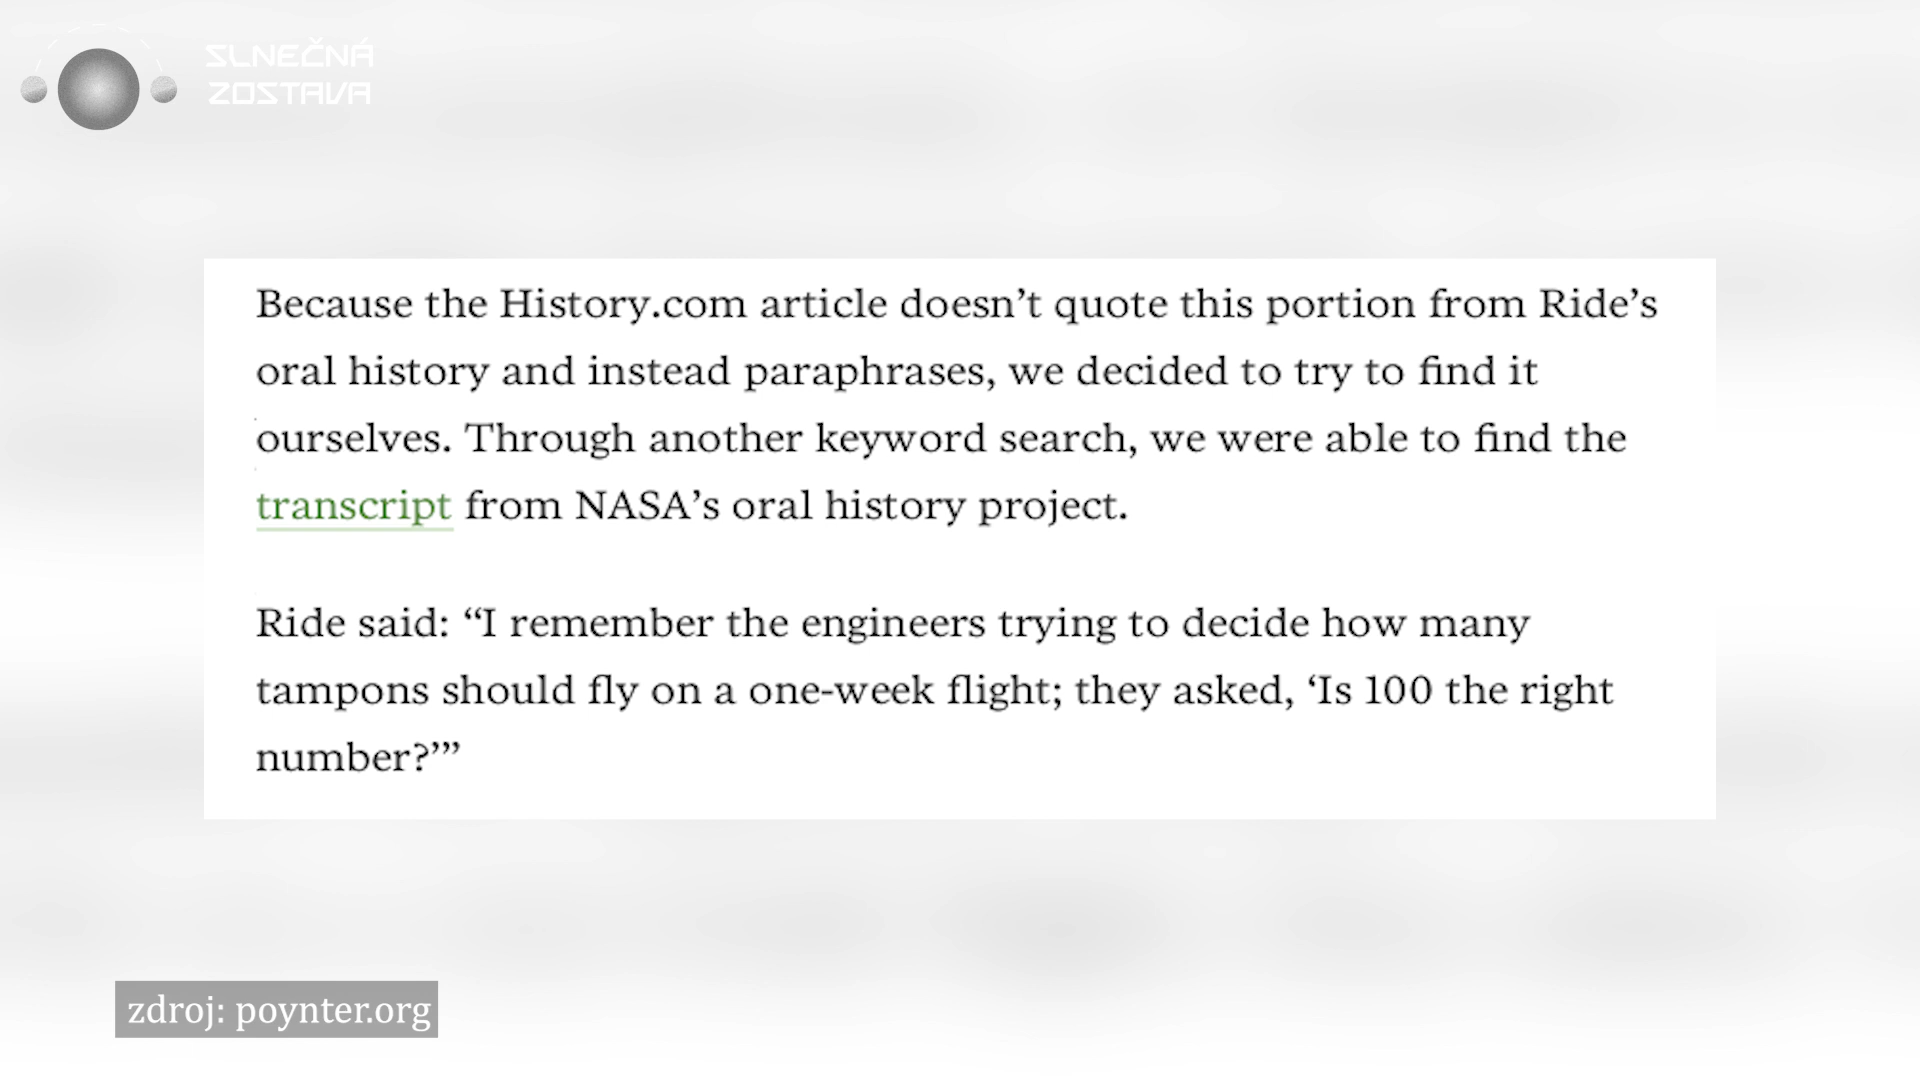 SLNEČNÁ
ZOSTAVA
Because the History.com article doesn’t quote this portion from Ride’s
oral history and instead paraphrases, we decided to try to find it
ourselves. Through another keyword search, we were able to find the
transcript from NASA’s oral history project.
Ride said: “I remember the engineers trying to decide how many
tampons should fly on a one-week flight; they asked, ‘Is 100 the right
number?’”
zdroj: poynter.org